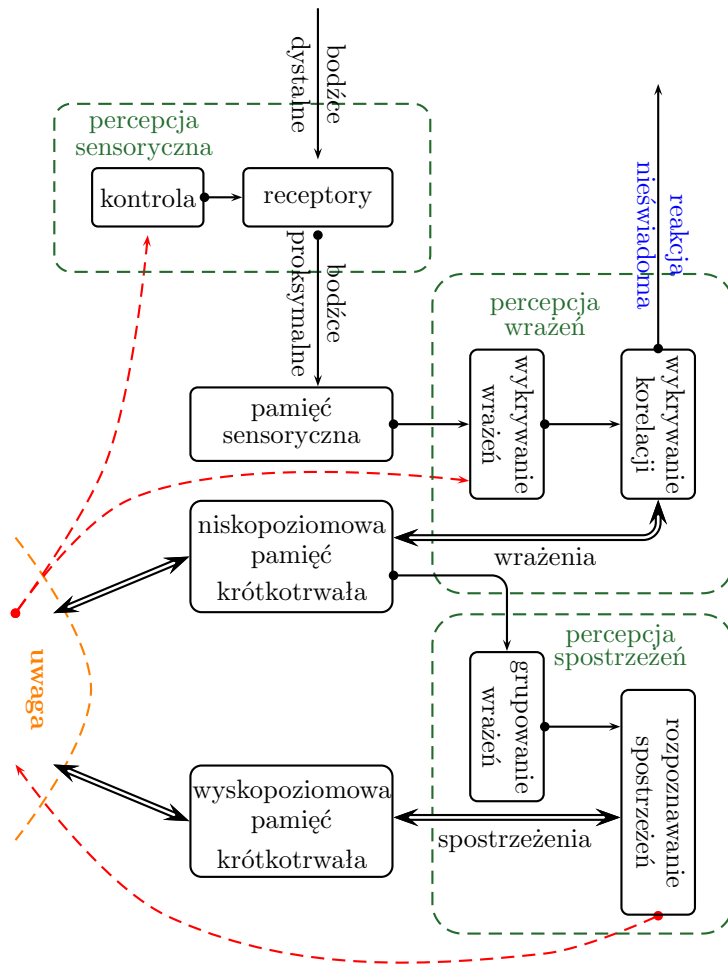 bodźce
dystalne
percepcja
sensoryczna
kontrola
receptory
bodźce
proksymalne
reakcja
nieświadoma
percepcja
wrażeń
wykrywanie
wrażeń
wykrywanie
korelacji
pamięć
sensoryczna
niskopoziomowa
pamięć
krótkotrwała
wrażenia
percepcja
spostrzeżeń
uwaga
grupowanie
wrażeń
rozpoznawanie
spostrzeżeń
wyskopoziomowa
pamięć
krótkotrwała
spostrzeżenia